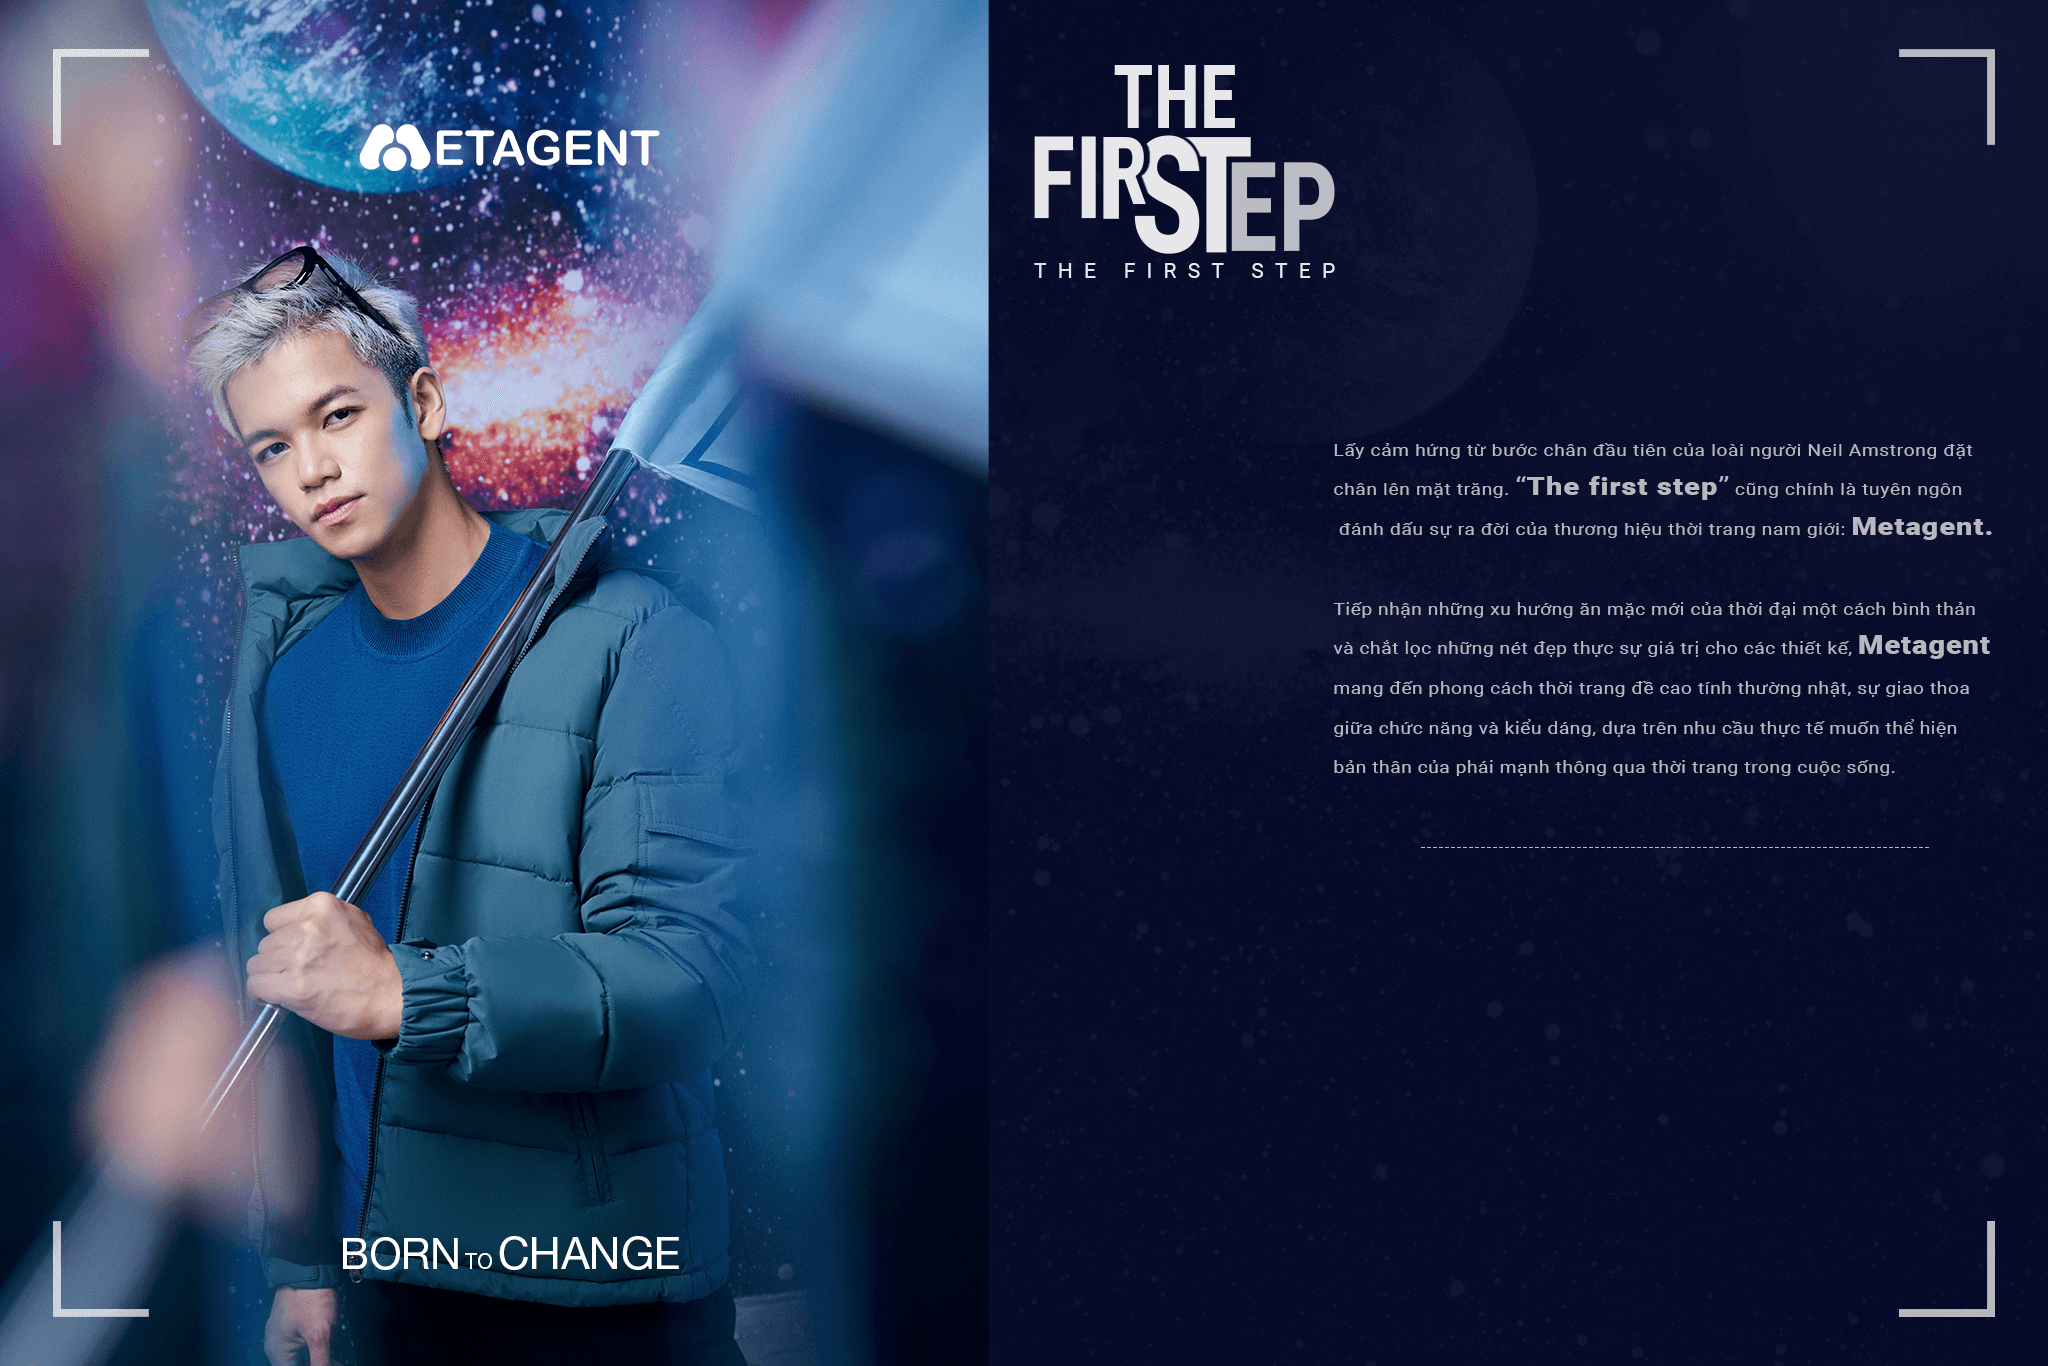 METAGENT
BORN TO CHANGE
THE
FIRSTEP
THE FIRST STEP
Lấy cảm hứng từ bước chân đầu tiên của loài người Neil Amstrong đặt
chân lên mặt trăng. “The first step” cũng chính là tuyên ngôn
đánh dấu sự ra đời của thương hiệu thời trang nam giới: Metagent.
Tiếp nhận những xu hướng ăn mặc mới của thời đại một cách bình thản
và chắt lọc những nét đẹp thực sự giá trị cho các thiết kế, Metagent
mang đến phong cách thời trang đề cao tính thường nhật, sự giao thoa
giữa chức năng và kiểu dáng, dựa trên nhu cầu thực tế muốn thể hiện
bản thân của phái mạnh thông qua thời trang trong cuộc sống.